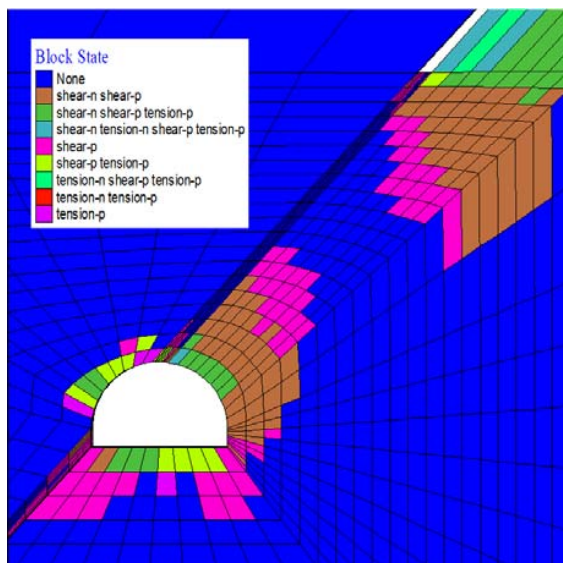 Block State
None
shear-n shear-p
shear-n shear-p tension-p
shear-n tension-n shear-p tension-p
shear-p
shear-p tension-p
tension-n shear-p tension-p
tension-n tension-p
tension-p